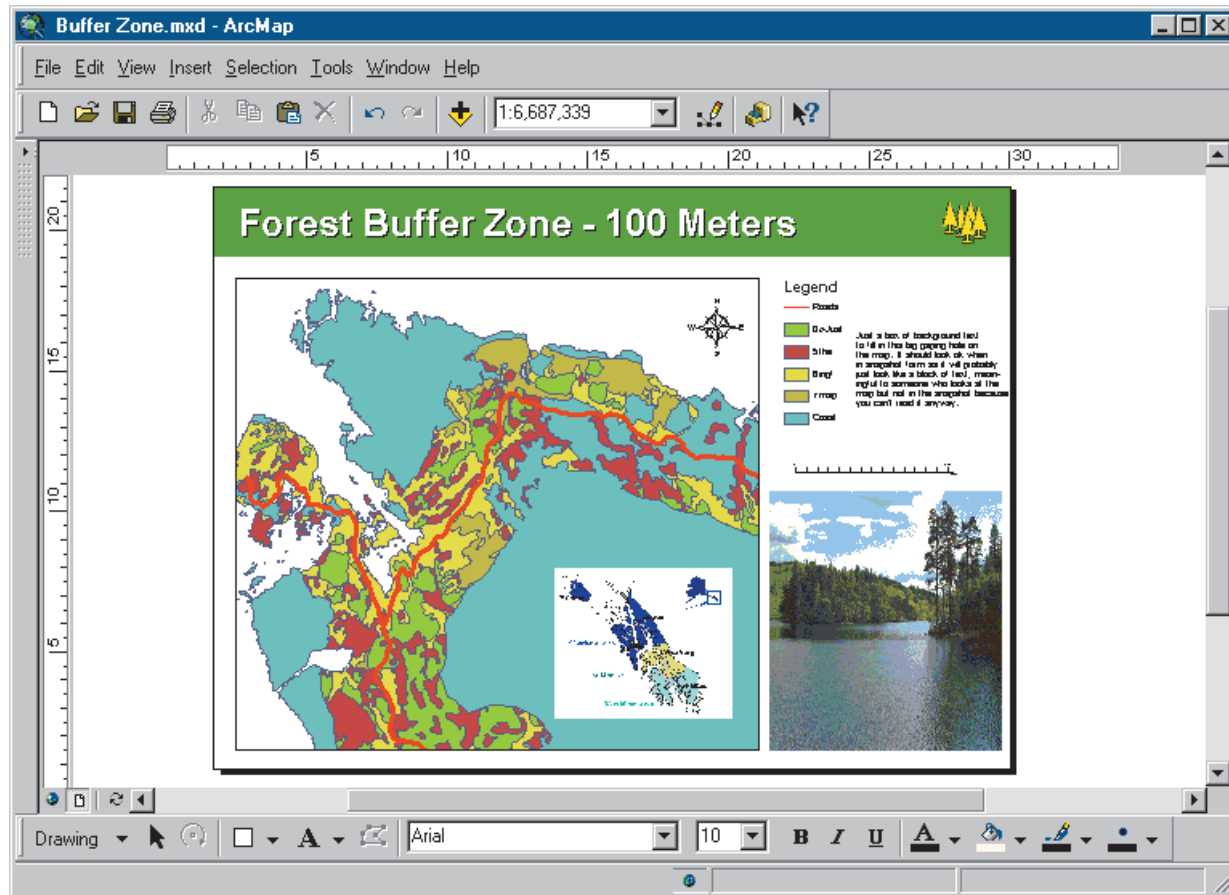 Buffer Zone.mxd - ArcMap
File Edit View Insert Selection Tools Window Help
1:6,687,339
5 10 15 20 25 30
20
15
10
5
Forest Buffer Zone - 100 Meters
N
W E
S
Legend
Roads
Coast
Just a box of background text
to fill in the big gaping hole on
the map. It should look ok when
in snapshot form as it will probably
just look like a block of text, mean-
ingful to someone who looks at the
map but not in the snapshot because
you can't read it anyway.
Drawing A Arial 10 B I U A